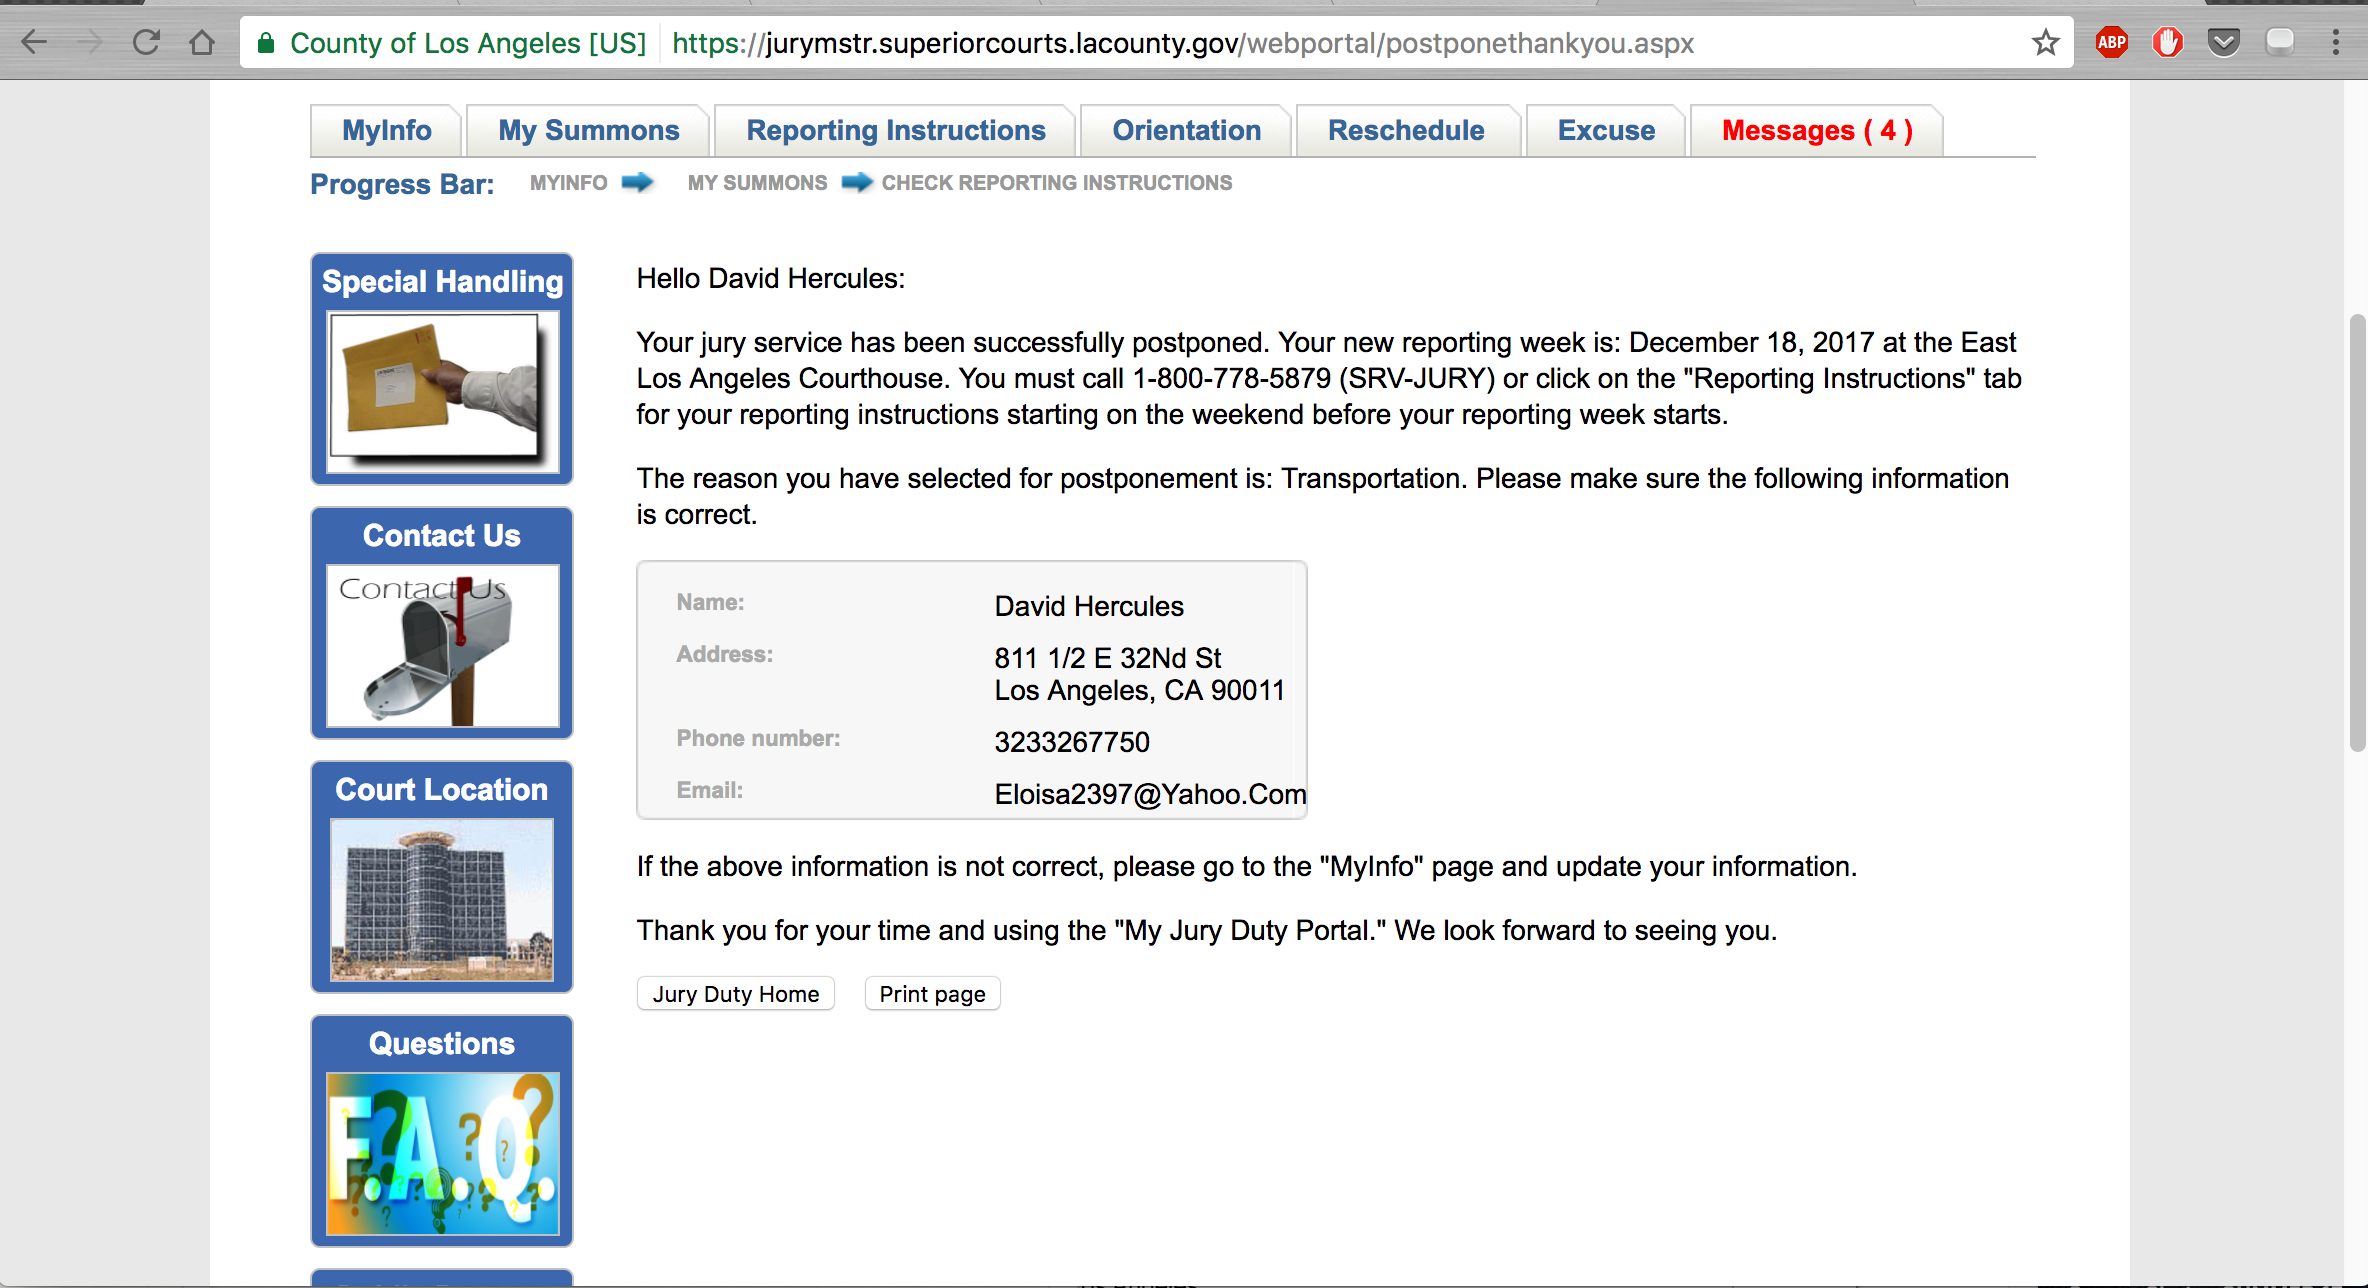 County of Los Angeles [US]
https://jurymstr.superiorcourts.lacounty.gov/webportal/postponethankyou.aspx
ABP
MyInfo
My Summons
Reporting Instructions
Orientation
Reschedule
Excuse
Messages ( 4 )
Progress Bar:
MYINFO
MY SUMMONS
CHECK REPORTING INSTRUCTIONS
Special Handling
Contact Us
Contact Us
Court Location
Questions
F.A.Q.
Hello David Hercules:
Your jury service has been successfully postponed. Your new reporting week is: December 18, 2017 at the East
Los Angeles Courthouse. You must call 1-800-778-5879 (SRV-JURY) or click on the "Reporting Instructions" tab
for your reporting instructions starting on the weekend before your reporting week starts.
The reason you have selected for postponement is: Transportation. Please make sure the following information
is correct.
Name:
David Hercules
Address:
811 1/2 E 32Nd St
Los Angeles, CA 90011
Phone number:
3233267750
Email:
Eloisa2397@Yahoo.Com
If the above information is not correct, please go to the "MyInfo" page and update your information.
Thank you for your time and using the "My Jury Duty Portal." We look forward to seeing you.
Jury Duty Home
Print page